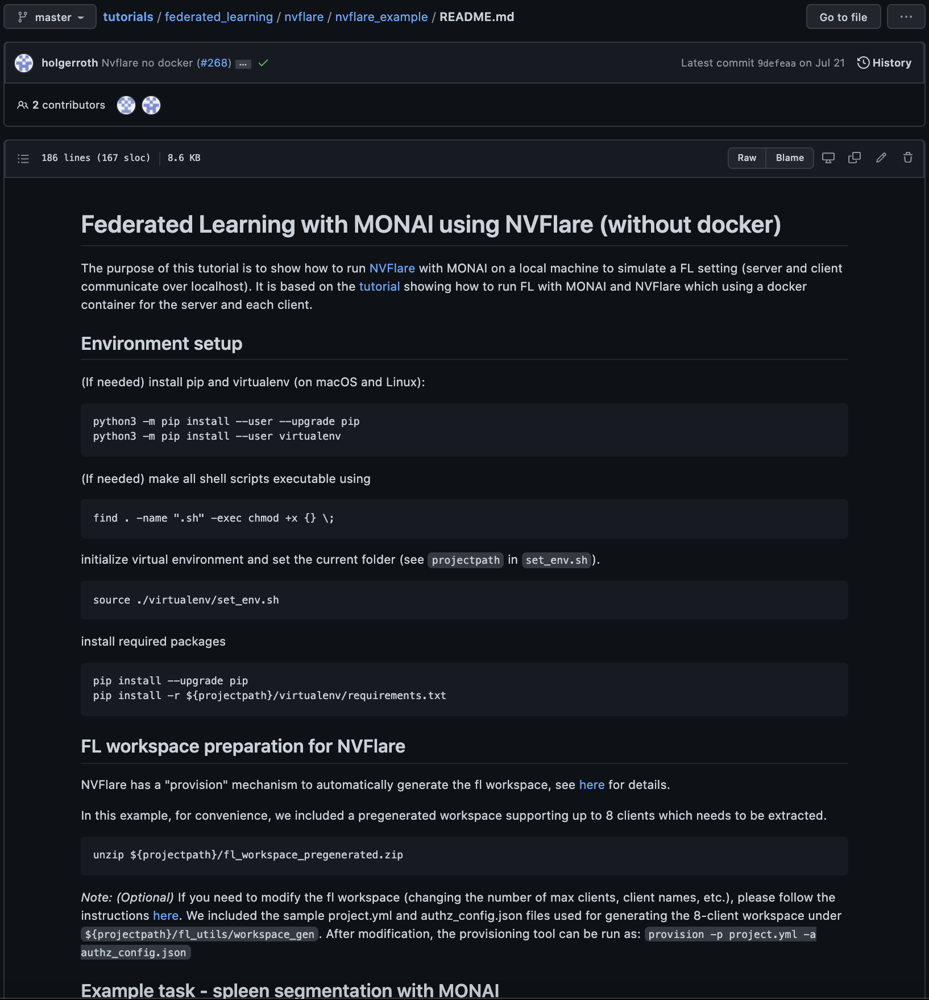 master tutorials / federated_learning / nvflare / nvflare_example / README.md Go to file ...
holgerroth Nvflare no docker (#268) ... Latest commit 9defeaa on Jul 21 History
2 contributors
186 lines (167 sloc) 8.6 KB Raw Blame
Federated Learning with MONAI using NVFlare (without docker)
The purpose of this tutorial is to show how to run NVFlare with MONAI on a local machine to simulate a FL setting (server and client
communicate over localhost). It is based on the tutorial showing how to run FL with MONAI and NVFlare which using a docker
container for the server and each client.
Environment setup
(If needed) install pip and virtualenv (on macOS and Linux):
python3 -m pip install --user --upgrade pip
python3 -m pip install --user virtualenv
(If needed) make all shell scripts executable using
find . -name ".sh" -exec chmod +x {} \;
initialize virtual environment and set the current folder (see projectpath in set_env.sh).
source ./virtualenv/set_env.sh
install required packages
pip install --upgrade pip
pip install -r ${projectpath}/virtualenv/requirements.txt
FL workspace preparation for NVFlare
NVFlare has a "provision" mechanism to automatically generate the fl workspace, see here for details.
In this example, for convenience, we included a pregenerated workspace supporting up to 8 clients which needs to be extracted.
unzip ${projectpath}/fl_workspace_pregenerated.zip
Note: (Optional) If you need to modify the fl workspace (changing the number of max clients, client names, etc.), please follow the
instructions here. We included the sample project.yml and authz_config.json files used for generating the 8-client workspace under
${projectpath}/fl_utils/workspace_gen. After modification, the provisioning tool can be run as: provision -p project.yml -a
authz_config.json
Example task - spleen segmentation with MONAI